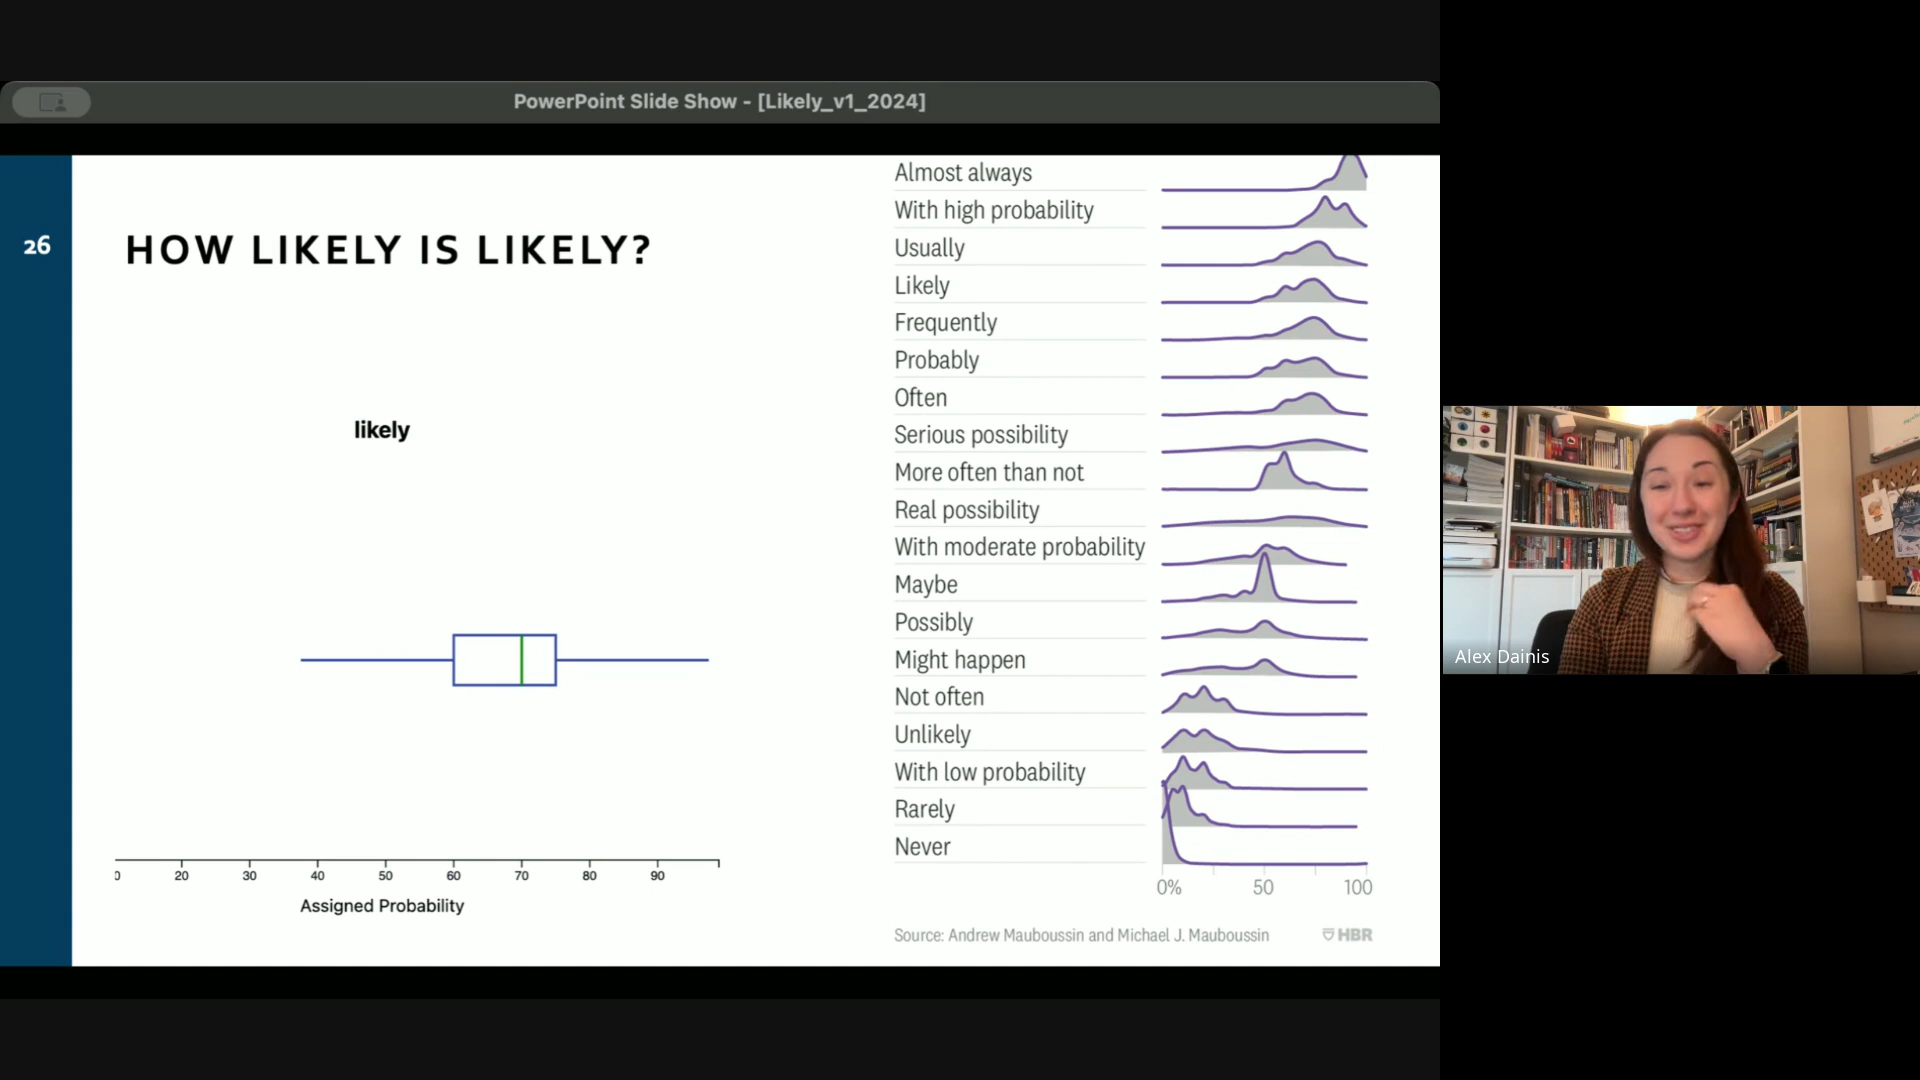 PowerPoint Slide Show - [Likely_v1_2024]
26
HOW LIKELY IS LIKELY?
likely
0 20 30 40 50 60 70 80 90
Assigned Probability
Almost always
With high probability
Usually
Likely
Frequently
Probably
Often
Serious possibility
More often than not
Real possibility
With moderate probability
Maybe
Possibly
Might happen
Not often
Unlikely
With low probability
Rarely
Never
0% 50 100
Source: Andrew Mauboussin and Michael J. Mauboussin
HBR
Alex Dainis